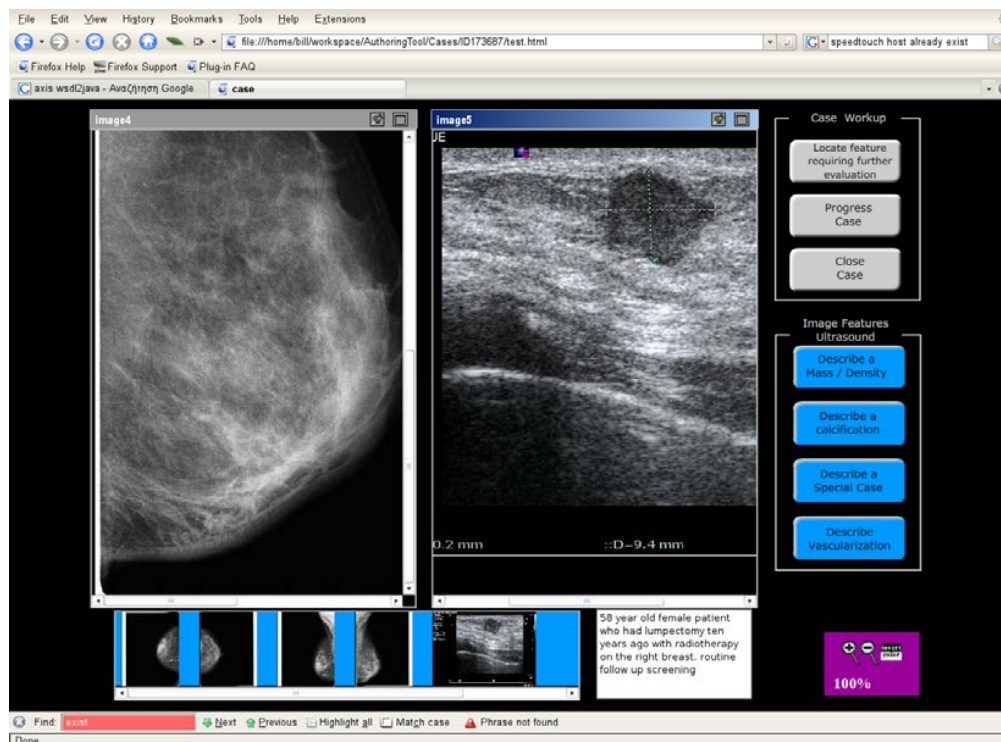 File Edit View History Bookmarks Tools Help Extensions
file:///home/bill/workspace/AuthoringTool/Cases/ID173687/test.html
speedtouch host already exist
Firefox Help Firefox Support Plug-in FAQ
axis wsdl2java - Αναζήτηση Google
case
image4
image5
JE
0.2 mm ::D-9.4 mm
Case Workup
Locate feature
requiring further
evaluation
Progress
Case
Close
Case
Image Features
Ultrasound
Describe a
Mass / Density
Describe a
calcification
Describe a
Special Case
Describe
Vascularization
58 year old female patient
who had lumpectomy ten
years ago with radiotherapy
on the right breast. routine
follow up screening
invert
color
100%
Find: exist Next Previous Highlight all Match case Phrase not found
Done